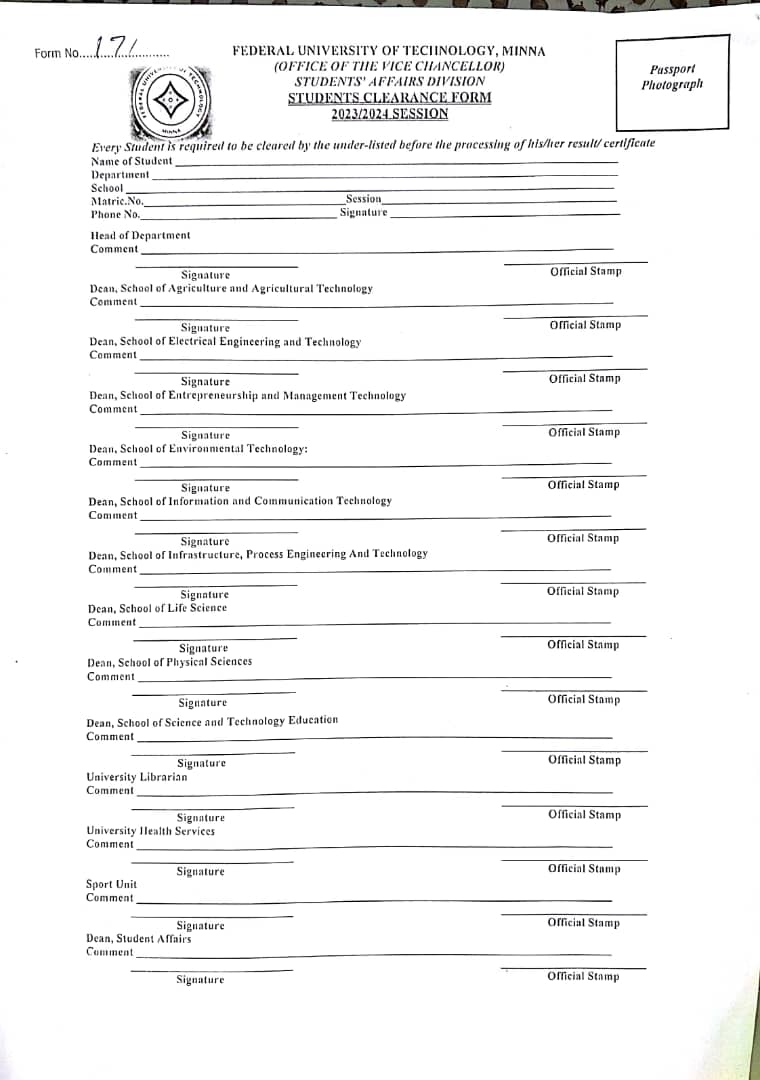 Form No.....171............
FEDERAL UNIVERSITY OF TECHNOLOGY, MINNA
(OFFICE OF THE VICE CHANCELLOR)
STUDENTS' AFFAIRS DIVISION
STUDENTS CLEARANCE FORM
2023/2024 SESSION
Passport
Photograph
FEDERAL UNIVERSITY OF TECHNOLOGY
MINNA
Every Student is required to be cleared by the under-listed before the processing of his/her result/ certificate
Name of Student
Department
School
Matric.No. Session
Phone No. Signature
Head of Department
Comment
Signature Official Stamp
Dean, School of Agriculture and Agricultural Technology
Comment
Signature Official Stamp
Dean, School of Electrical Engineering and Technology
Comment
Signature Official Stamp
Dean, School of Entrepreneurship and Management Technology
Comment
Signature Official Stamp
Dean, School of Environmental Technology:
Comment
Signature Official Stamp
Dean, School of Information and Communication Technology
Comment
Signature Official Stamp
Dean, School of Infrastructure, Process Engineering And Technology
Comment
Signature Official Stamp
Dean, School of Life Science
Comment
Signature Official Stamp
Dean, School of Physical Sciences
Comment
Signature Official Stamp
Dean, School of Science and Technology Education
Comment
Signature Official Stamp
University Librarian
Comment
Signature Official Stamp
University Health Services
Comment
Signature Official Stamp
Sport Unit
Comment
Signature Official Stamp
Dean, Student Affairs
Comment
Signature Official Stamp